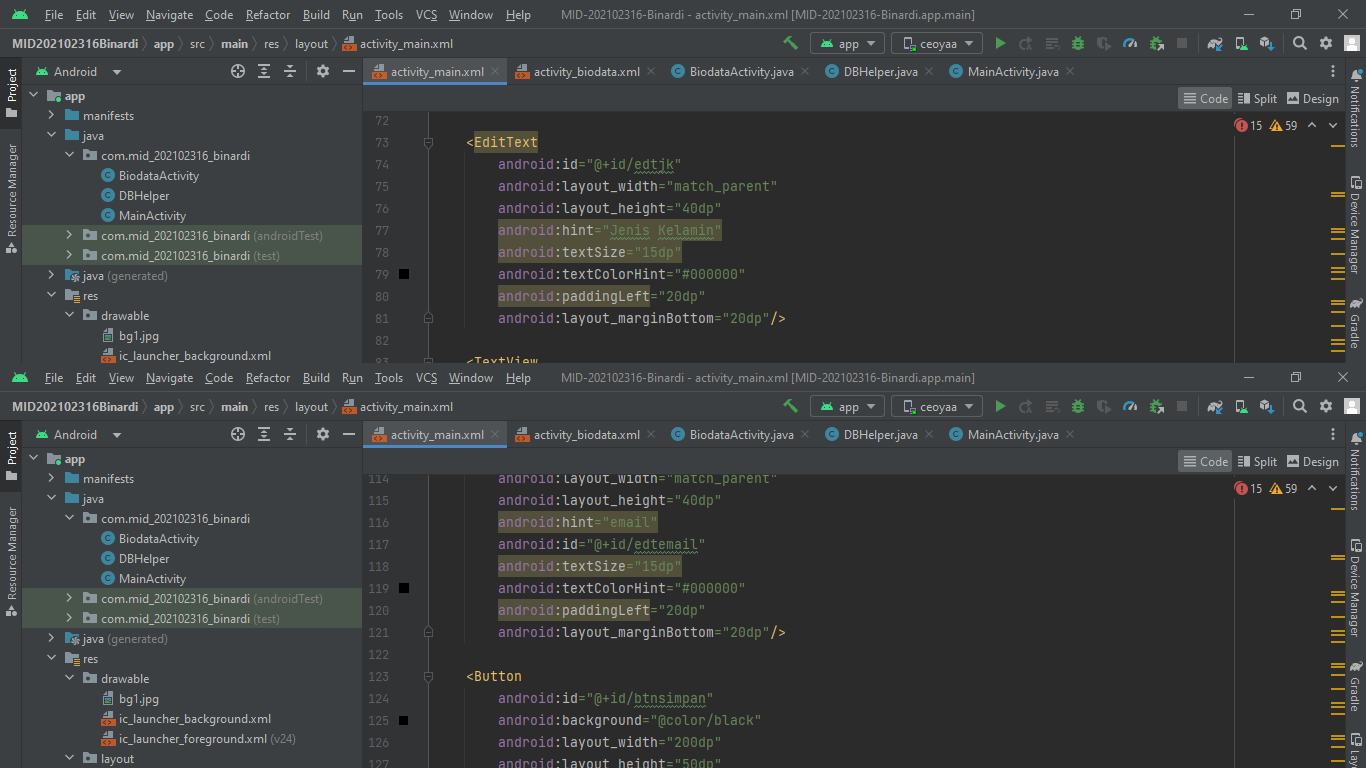 File Edit View Navigate Code Refactor Build Run Tools VCS Window Help MID-202102316-Binardi - activity_main.xml [MID-202102316-Binardi.app.main]
MID202102316Binardi app src main res layout activity_main.xml app ceoyaa
Android activity_main.xml activity_biodata.xml BiodataActivity.java DBHelper.java MainActivity.java
Code Split Design
15 59
Project
Resource Manager
app
manifests
java
com.mid_202102316_binardi
BiodataActivity
DBHelper
MainActivity
com.mid_202102316_binardi (androidTest)
com.mid_202102316_binardi (test)
java (generated)
res
drawable
bg1.jpg
ic_launcher_background.xml
72
73 <EditText
74 android:id="@+id/edtjk"
75 android:layout_width="match_parent"
76 android:layout_height="40dp"
77 android:hint="Jenis Kelamin"
78 android:textSize="15dp"
79 android:textColorHint="#000000"
80 android:paddingLeft="20dp"
81 android:layout_marginBottom="20dp"/>
82
83 <TextView
Notifications
Device Manager
Gradle
File Edit View Navigate Code Refactor Build Run Tools VCS Window Help MID-202102316-Binardi - activity_main.xml [MID-202102316-Binardi.app.main]
MID202102316Binardi app src main res layout activity_main.xml app ceoyaa
Android activity_main.xml activity_biodata.xml BiodataActivity.java DBHelper.java MainActivity.java
Code Split Design
15 59
Project
Resource Manager
app
manifests
java
com.mid_202102316_binardi
BiodataActivity
DBHelper
MainActivity
com.mid_202102316_binardi (androidTest)
com.mid_202102316_binardi (test)
java (generated)
res
drawable
bg1.jpg
ic_launcher_background.xml
ic_launcher_foreground.xml (v24)
layout
114 android:layout_width="match_parent"
115 android:layout_height="40dp"
116 android:hint="email"
117 android:id="@+id/edtemail"
118 android:textSize="15dp"
119 android:textColorHint="#000000"
120 android:paddingLeft="20dp"
121 android:layout_marginBottom="20dp"/>
122
123 <Button
124 android:id="@+id/btnsimpan"
125 android:background="@color/black"
126 android:layout_width="200dp"
127 android:layout_height="50dp"
Notifications
Device Manager
Gradle